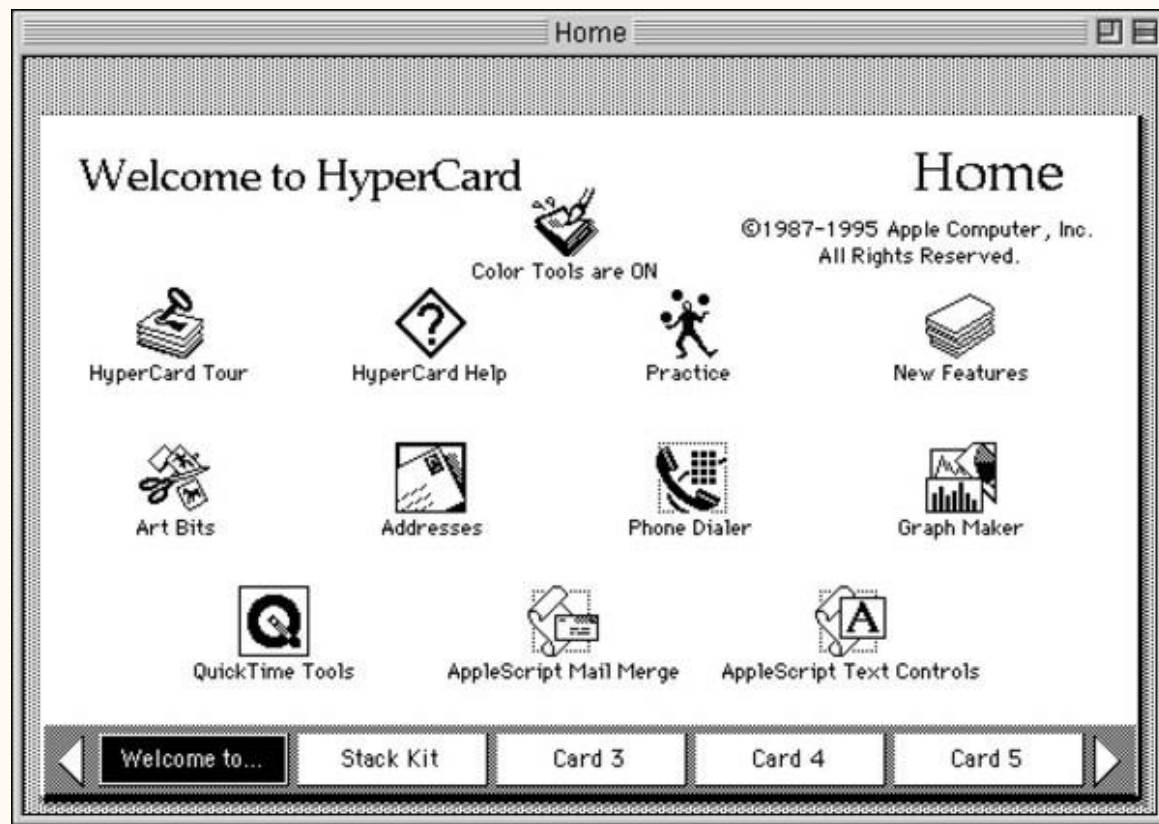 Home
Welcome to HyperCard
Home
©1987-1995 Apple Computer, Inc.
All Rights Reserved.
Color Tools are ON
HyperCard Tour
HyperCard Help
Practice
New Features
Art Bits
Addresses
Phone Dialer
Graph Maker
QuickTime Tools
AppleScript Mail Merge
A
AppleScript Text Controls
Welcome to...
Stack Kit
Card 3
Card 4
Card 5